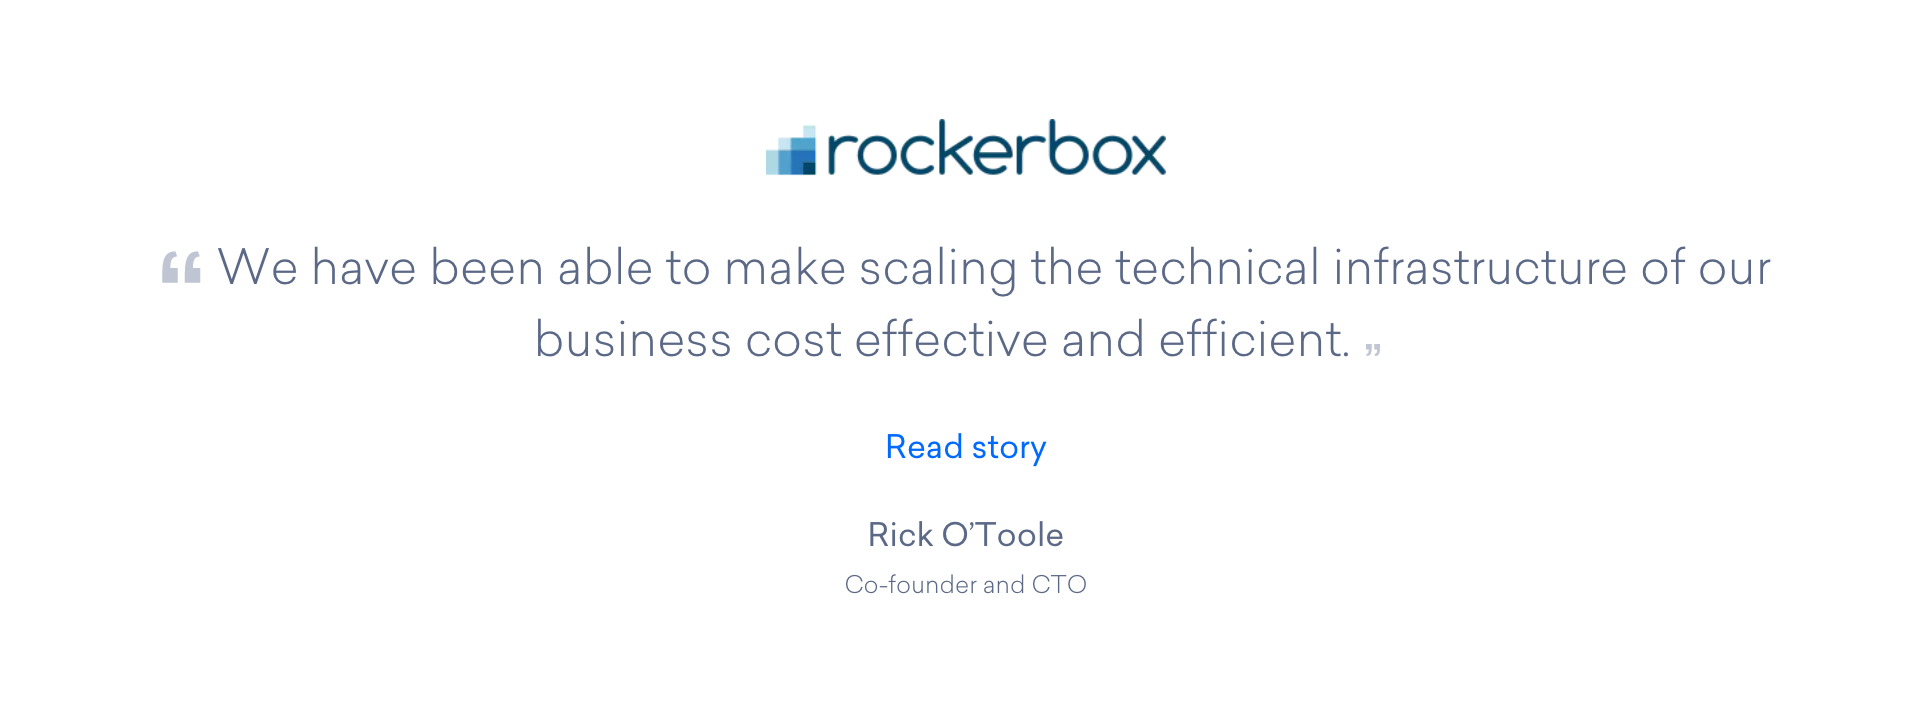 rockerbox
“ We have been able to make scaling the technical infrastructure of our
business cost effective and efficient. ”
Read story
Rick O’Toole
Co-founder and CTO